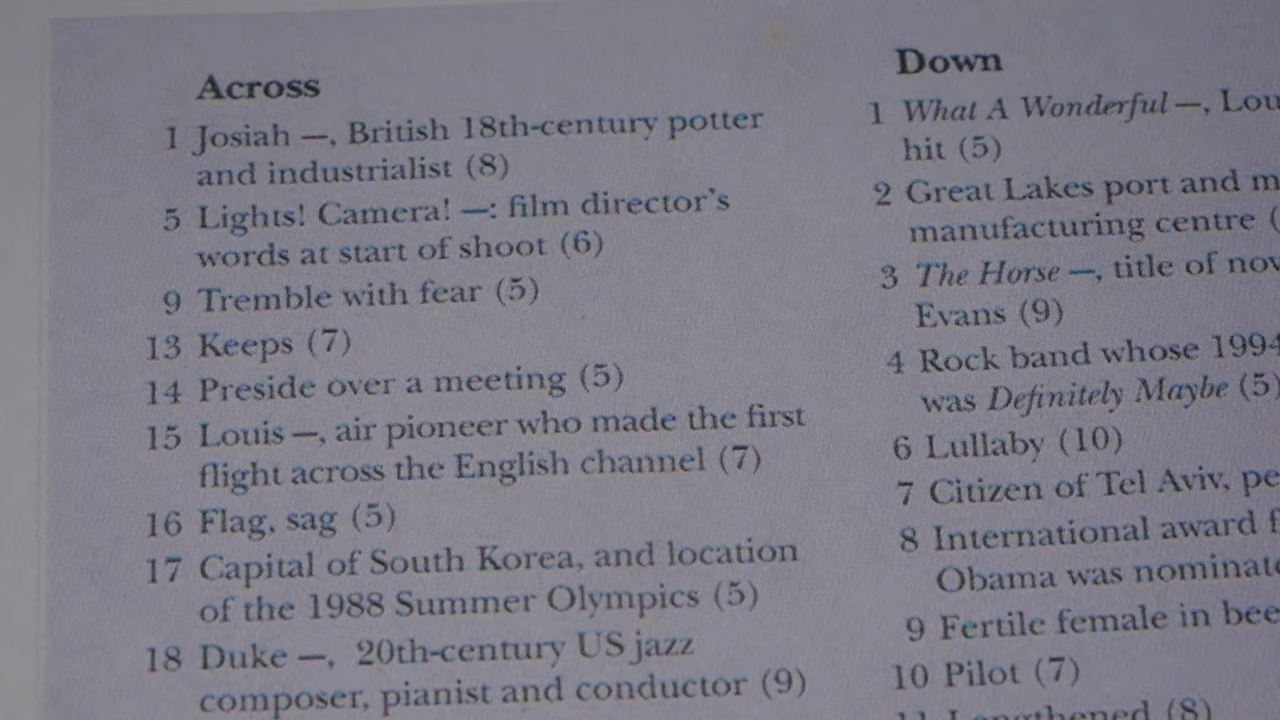 Across
1 Josiah —, British 18th-century potter
and industrialist (8)
5 Lights! Camera! —: film director's
words at start of shoot (6)
9 Tremble with fear (5)
13 Keeps (7)
14 Preside over a meeting (5)
15 Louis —, air pioneer who made the first
flight across the English channel (7)
16 Flag, sag (5)
17 Capital of South Korea, and location
of the 1988 Summer Olympics (5)
18 Duke —, 20th-century US jazz
composer, pianist and conductor (9)
Down
1 What A Wonderful —,
hit (5)
2 Great Lakes port and
manufacturing centre
3 The Horse —, title of
Evans (9)
4 Rock band whose 1994
was Definitely Maybe (5)
6 Lullaby (10)
7 Citizen of Tel Aviv,
8 International award
Obama was
9 Fertile female in
10 Pilot (7)
11 Lengthened (8)